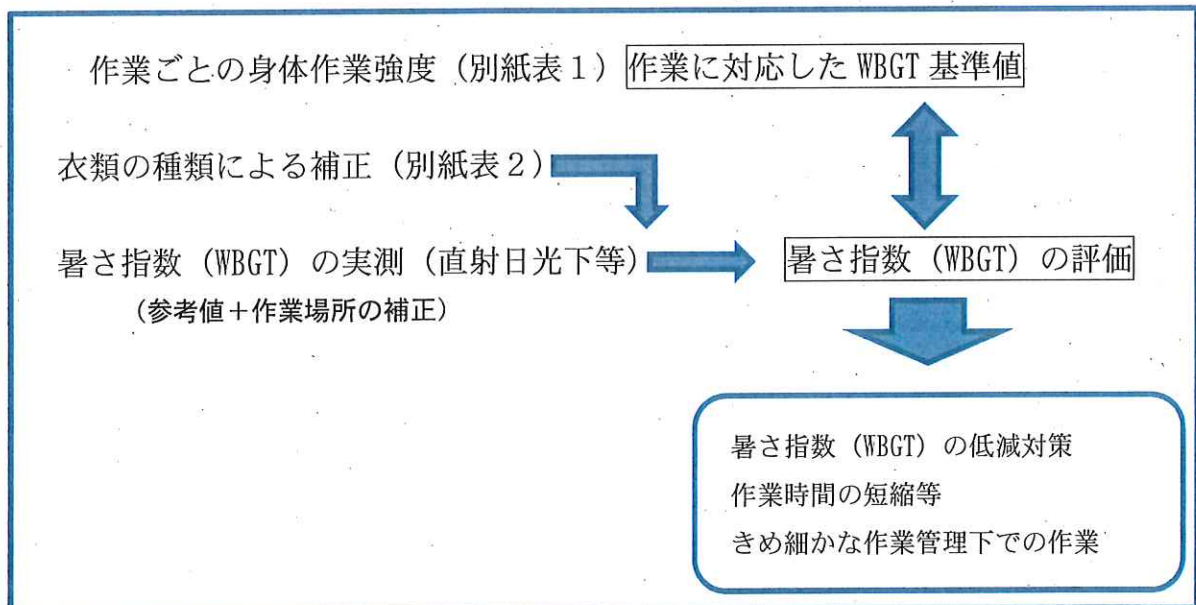 作業ごとの身体作業強度（別紙表１）作業に対応した WBGT 基準値
衣類の種類による補正（別紙表２）
暑さ指数（WBGT）の実測（直射日光下等）
暑さ指数（WBGT）の評価
（参考値＋作業場所の補正）
暑さ指数（WBGT）の低減対策
作業時間の短縮等
きめ細かな作業管理下での作業